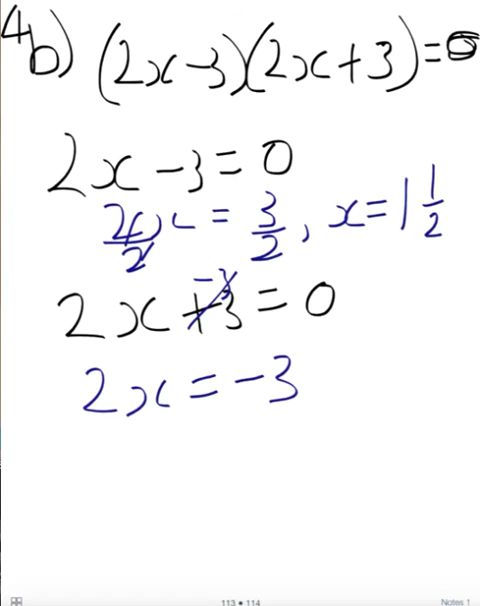 4b) (2x-3)(2x+3)=0
2x-3=0
2x/2 = 3/2, x=1 1/2
-3
2x+3=0
2x=-3
113 • 114 Notes 1